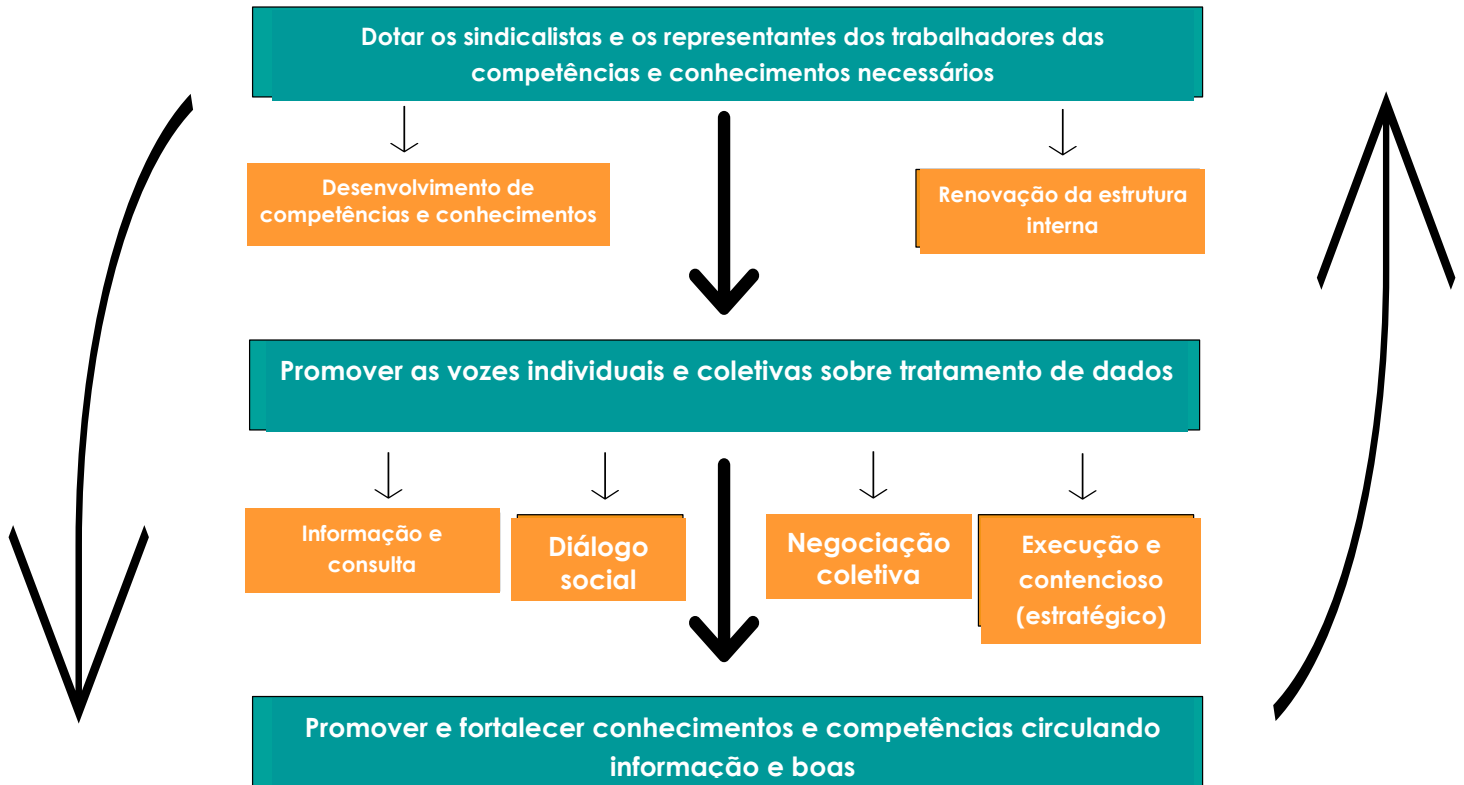 Dotar os sindicalistas e os representantes dos trabalhadores das
competências e conhecimentos necessários
Desenvolvimento de
competências e conhecimentos
Renovação da estrutura
interna
Promover as vozes individuais e coletivas sobre tratamento de dados
Informação e
consulta
Diálogo
social
Negociação
coletiva
Execução e
contencioso
(estratégico)
Promover e fortalecer conhecimentos e competências circulando
informação e boas